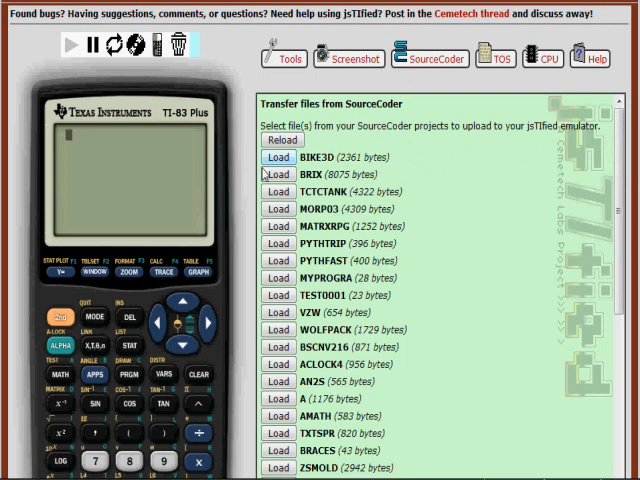 Found bugs? Having suggestions, comments, or questions? Need help using jsTIfied? Post in the Cemetech thread and discuss away!
Tools
Screenshot
SourceCoder
TOS
CPU
Help
TEXAS INSTRUMENTS TI-83 Plus
STAT PLOT F1 TBLSET F2 FORMAT F3 CALC F4 TABLE F5
Y= WINDOW ZOOM TRACE GRAPH
QUIT INS
2nd MODE DEL
A-LOCK LINK LIST
ALPHA X,T,θ,n STAT
TEST A ANGLE B DRAW C DISTR
MATH APPS PRGM VARS CLEAR
MATRIX D SIN⁻¹ E COS⁻¹ F TAN⁻¹ G π H
x⁻¹ SIN COS TAN ^
√ I EE J { K } L e M
x² , ( ) ÷
10ˣ N u O v P w Q [ R
LOG 7 8 9 x
L4 L5 L6
Transfer files from SourceCoder
Select file(s) from your SourceCoder projects to upload to your jsTIfied emulator.
Reload
Load BIKE3D (2361 bytes)
Load BRIX (8075 bytes)
Load TCTCTANK (4322 bytes)
Load MORP03 (4309 bytes)
Load MATRXRPG (1252 bytes)
Load PYTHTRIP (396 bytes)
Load PYTHFAST (400 bytes)
Load MYPROGRA (28 bytes)
Load TEST0001 (23 bytes)
Load VZW (654 bytes)
Load WOLFPACK (1729 bytes)
Load BSCNV216 (871 bytes)
Load ACLOCK4 (956 bytes)
Load AN2S (565 bytes)
Load A (1176 bytes)
Load AMATH (583 bytes)
Load TXTSPR (820 bytes)
Load BRACES (43 bytes)
Load ZSMOLD (2942 bytes)
jsTIfied
a Cemetech Labs Project >>>>>